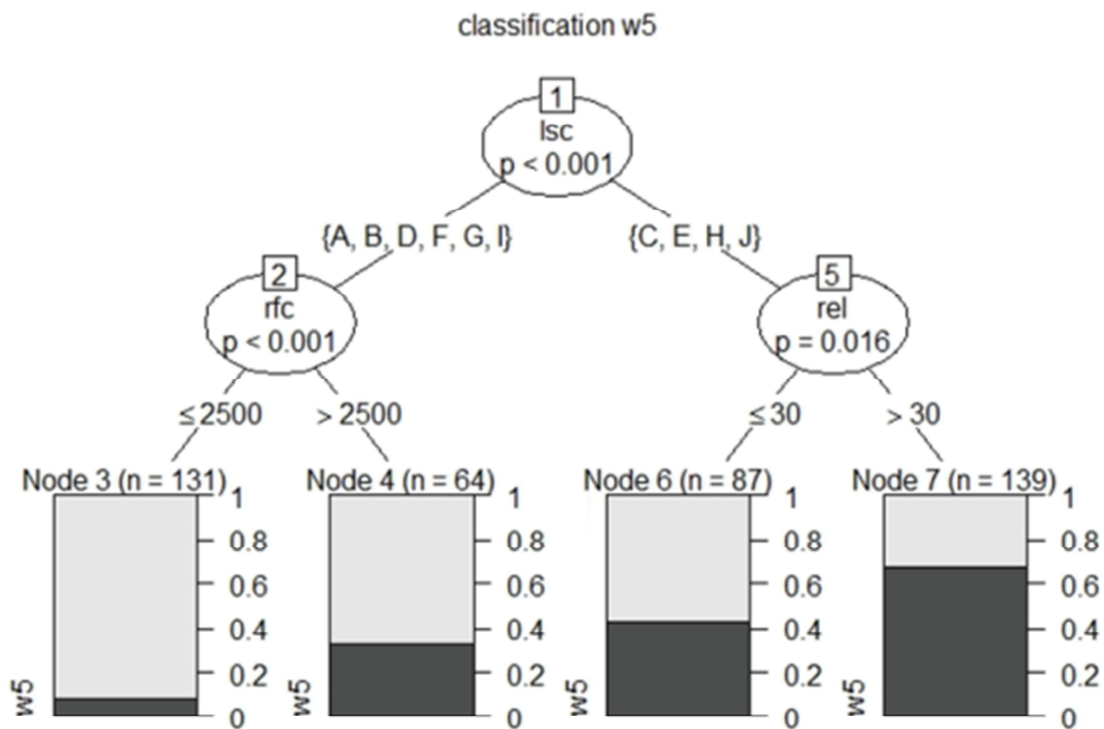 classification w5
1
lsc
p < 0.001
{A, B, D, F, G, I}
{C, E, H, J}
2
rfc
p < 0.001
5
rel
p = 0.016
≤2500
> 2500
≤30
> 30
Node 3 (n = 131)
Node 4 (n = 64)
Node 6 (n = 87)
Node 7 (n = 139)
1
0.8
0.6
0.4
0.2
0
w5
1
0.8
0.6
0.4
0.2
0
w5
1
0.8
0.6
0.4
0.2
0
w5
1
0.8
0.6
0.4
0.2
0
w5